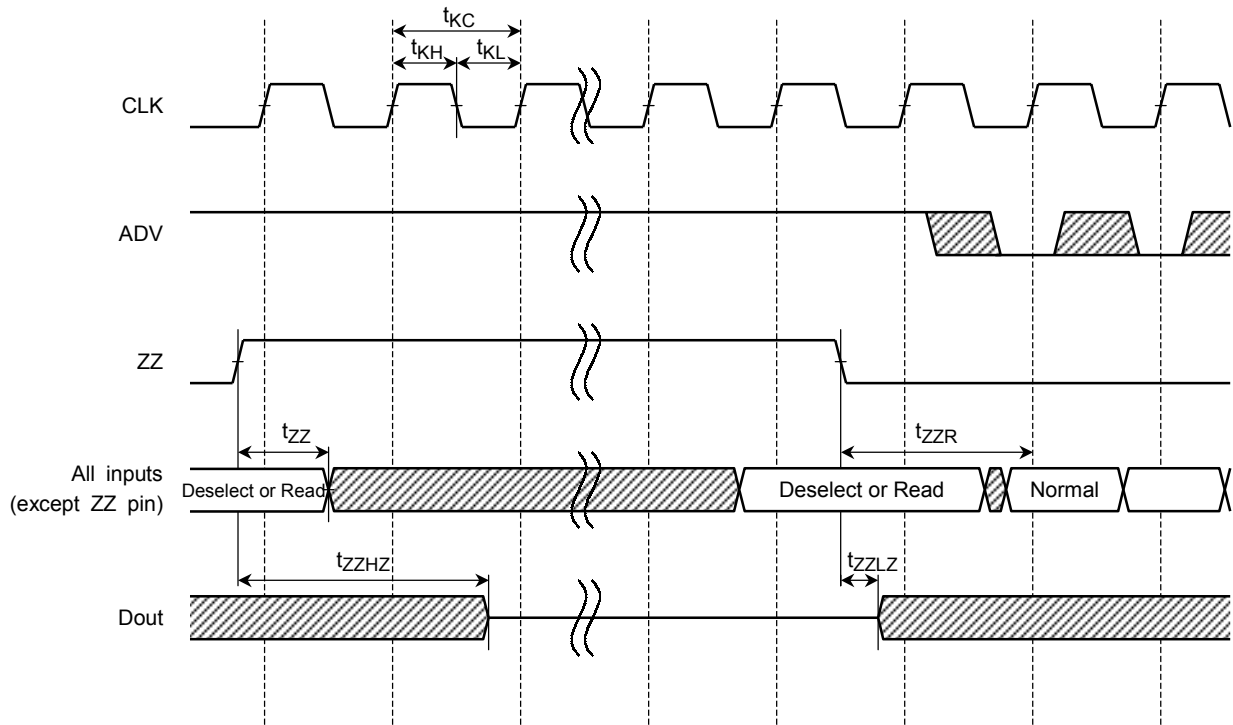 tKC
tKH
tKL
CLK
ADV
ZZ
tZZ
tZZR
All inputs
(except ZZ pin)
Deselect or Read
Deselect or Read
Normal
tZZHZ
tZZLZ
Dout